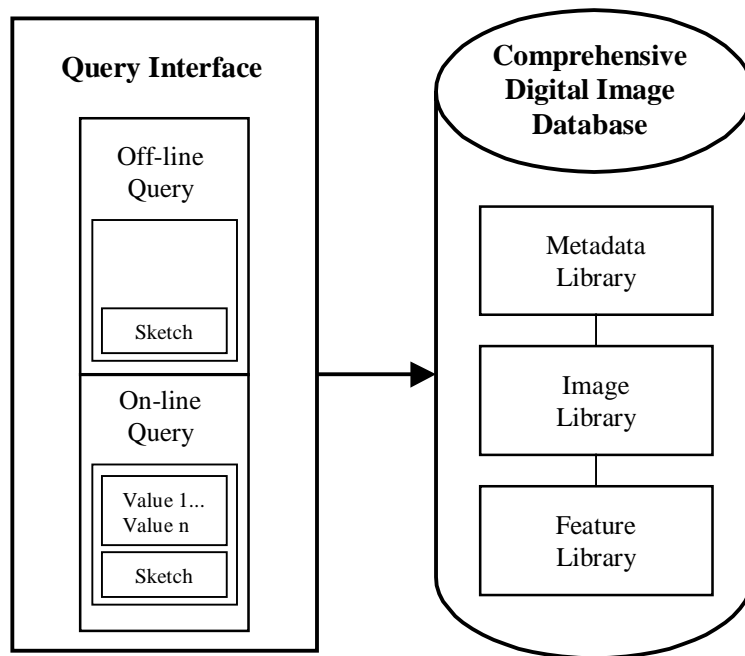 Query Interface
Off-line
Query
Sketch
On-line
Query
Value 1...
Value n
Sketch
Comprehensive
Digital Image
Database
Metadata
Library
Image
Library
Feature
Library